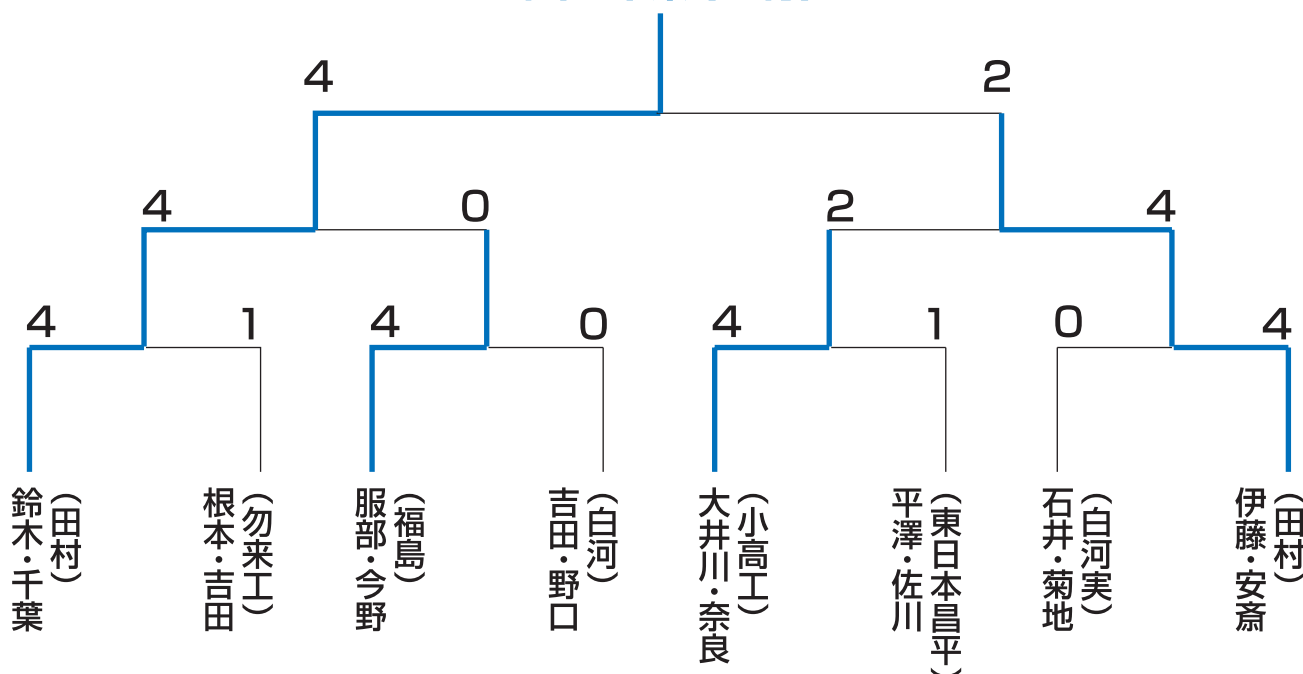 4
2
4
0
2
4
4
1
4
0
4
1
0
4
鈴木・千葉
（田村）
根本・吉田
（勿来工）
服部・今野
（福島）
吉田・野口
（白河）
大井川・奈良
（小高工）
平澤・佐川
（東日本昌平）
石井・菊地
（白河実）
伊藤・安斎
（田村）